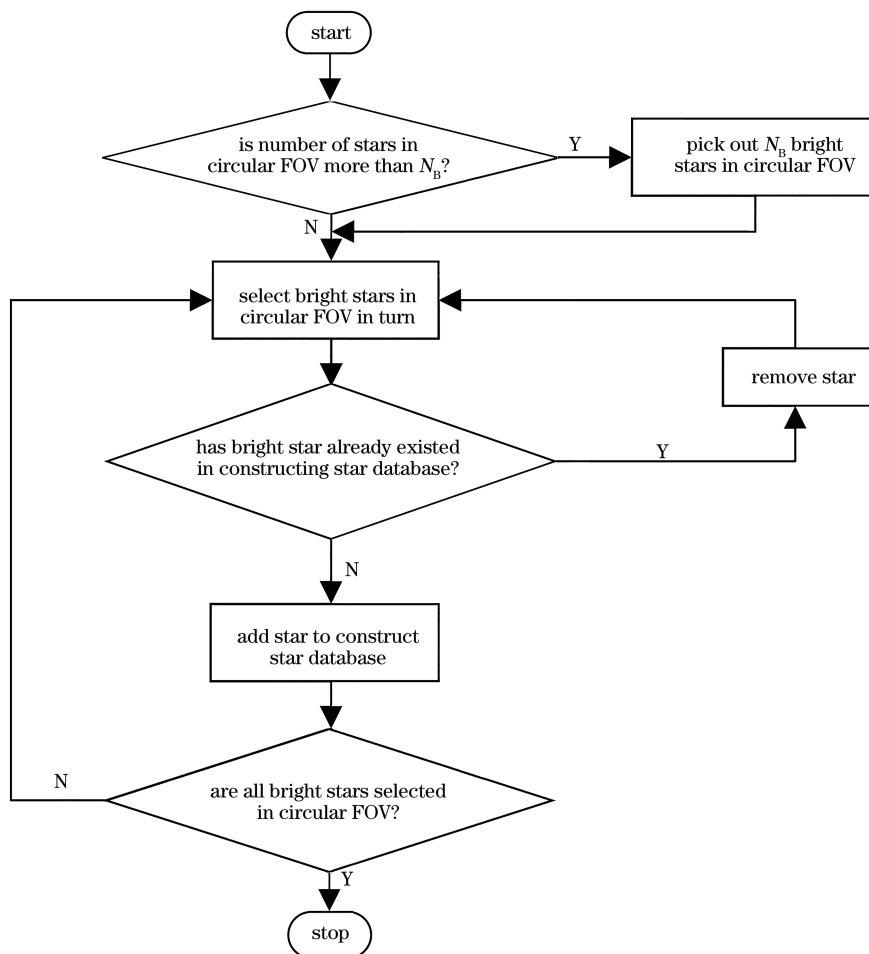 start
is number of stars in
circular FOV more than N_B?
Y
pick out N_B bright
stars in circular FOV
N
select bright stars in
circular FOV in turn
remove star
has bright star already existed
in constructing star database?
Y
N
add star to construct
star database
N
are all bright stars selected
in circular FOV?
Y
stop